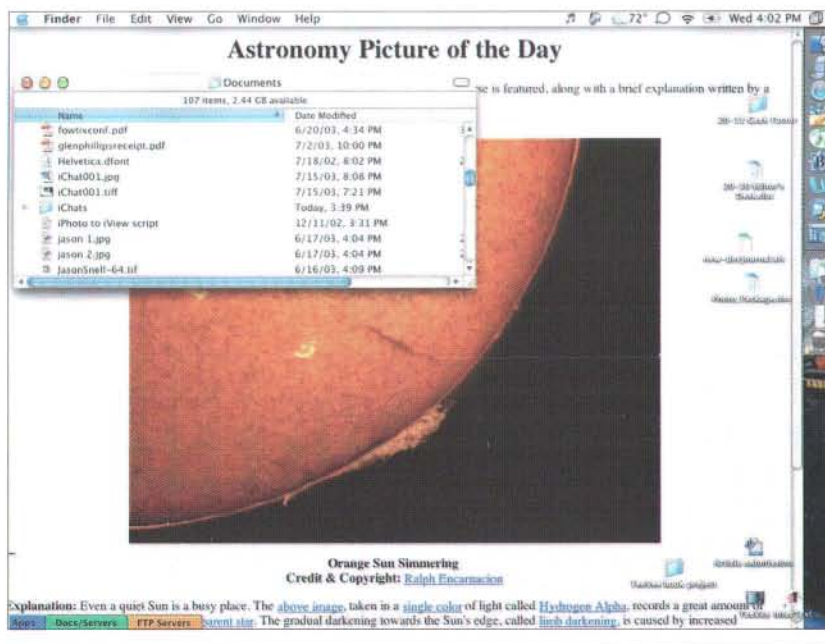 Finder File Edit View Go Window Help 72° Wed 4:02 PM
Astronomy Picture of the Day
is featured, along with a brief explanation written by a
Documents
107 items, 2.44 GB available
Name Date Modified
fowtixconf.pdf 6/20/03, 4:34 PM
glenphillipsreceipt.pdf 7/2/03, 10:00 PM
Helvetica.dfont 7/18/02, 8:02 PM
iChat001.jpg 7/15/03, 8:08 PM
iChat001.tiff 7/15/03, 7:21 PM
iChats Today, 3:39 PM
iPhoto to iView script 12/11/02, 3:31 PM
jason 1.jpg 6/17/03, 4:04 PM
jason 2.jpg 6/17/03, 4:04 PM
JasonSnell-64.tif 6/16/03, 4:09 PM
Orange Sun Simmering
Credit & Copyright: Ralph Encarnacion
Explanation: Even a quiet Sun is a busy place. The above image, taken in a single color of light called Hydrogen Alpha, records a great amount of
Apps Docs/Servers FTP Servers parent star. The gradual darkening towards the Sun's edge, called limb darkening, is caused by increased